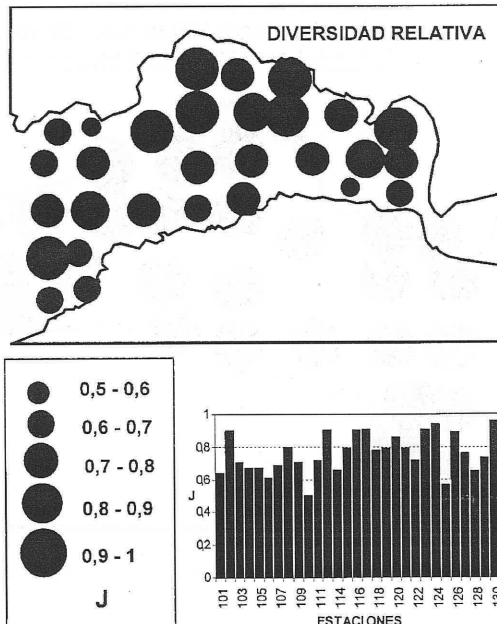 DIVERSIDAD RELATIVA
0,5 - 0,6
0,6 - 0,7
0,7 - 0,8
0,8 - 0,9
0,9 - 1
J
1
0,8
0,6
J
0,4
0,2
0
101 103 105 107 109 111 114 116 118 120 122 124 126 128 130
ESTACIONES